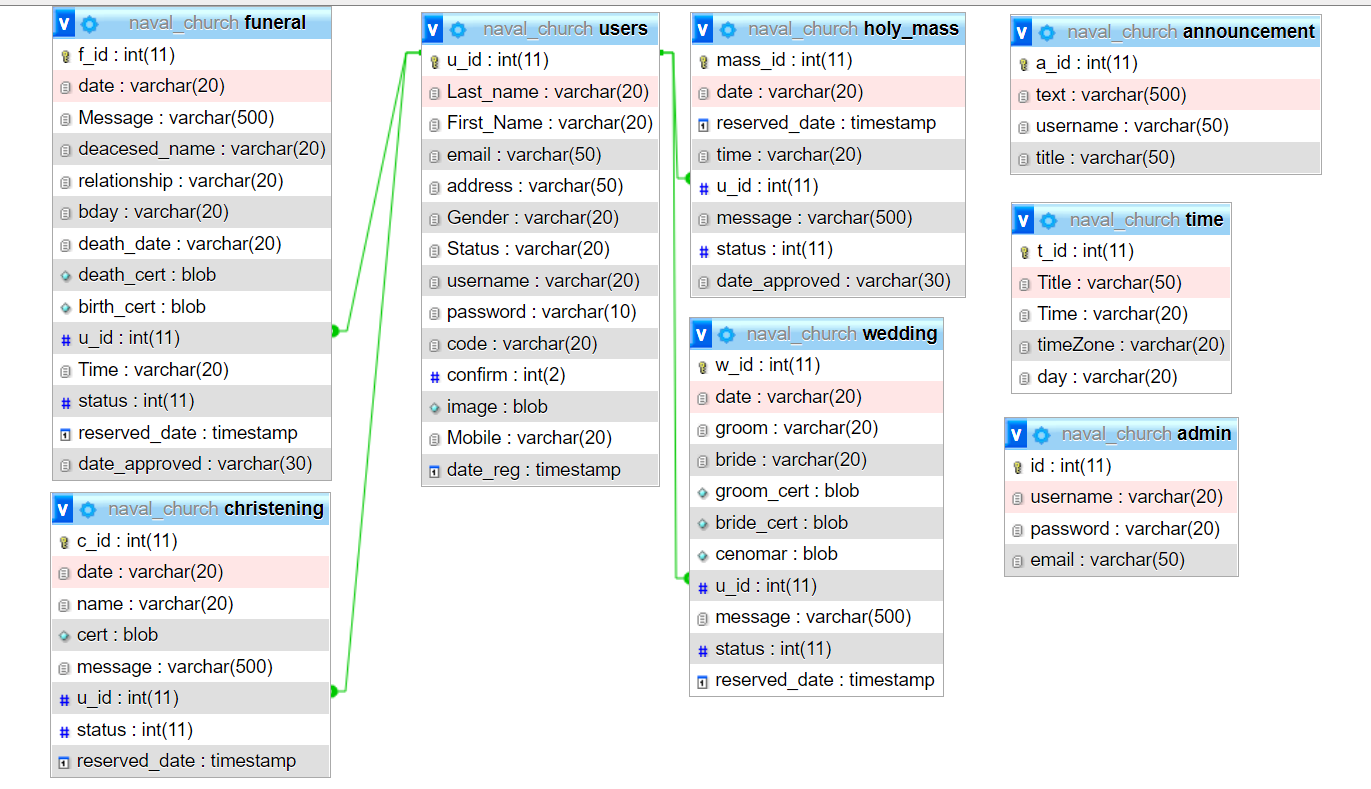 naval_church funeral
f_id : int(11)
date : varchar(20)
Message : varchar(500)
deacesed_name : varchar(20)
relationship : varchar(20)
bday : varchar(20)
death_date : varchar(20)
death_cert : blob
birth_cert : blob
u_id : int(11)
Time : varchar(20)
status : int(11)
reserved_date : timestamp
date_approved : varchar(30)
naval_church christening
c_id : int(11)
date : varchar(20)
name : varchar(20)
cert : blob
message : varchar(500)
u_id : int(11)
status : int(11)
reserved_date : timestamp
naval_church users
u_id : int(11)
Last_name : varchar(20)
First_Name : varchar(20)
email : varchar(50)
address : varchar(50)
Gender : varchar(20)
Status : varchar(20)
username : varchar(20)
password : varchar(10)
code : varchar(20)
confirm : int(2)
image : blob
Mobile : varchar(20)
date_reg : timestamp
naval_church holy_mass
mass_id : int(11)
date : varchar(20)
reserved_date : timestamp
time : varchar(20)
u_id : int(11)
message : varchar(500)
status : int(11)
date_approved : varchar(30)
naval_church wedding
w_id : int(11)
date : varchar(20)
groom : varchar(20)
bride : varchar(20)
groom_cert : blob
bride_cert : blob
cenomar : blob
u_id : int(11)
message : varchar(500)
status : int(11)
reserved_date : timestamp
naval_church announcement
a_id : int(11)
text : varchar(500)
username : varchar(50)
title : varchar(50)
naval_church time
t_id : int(11)
Title : varchar(50)
Time : varchar(20)
timeZone : varchar(20)
day : varchar(20)
naval_church admin
id : int(11)
username : varchar(20)
password : varchar(20)
email : varchar(50)